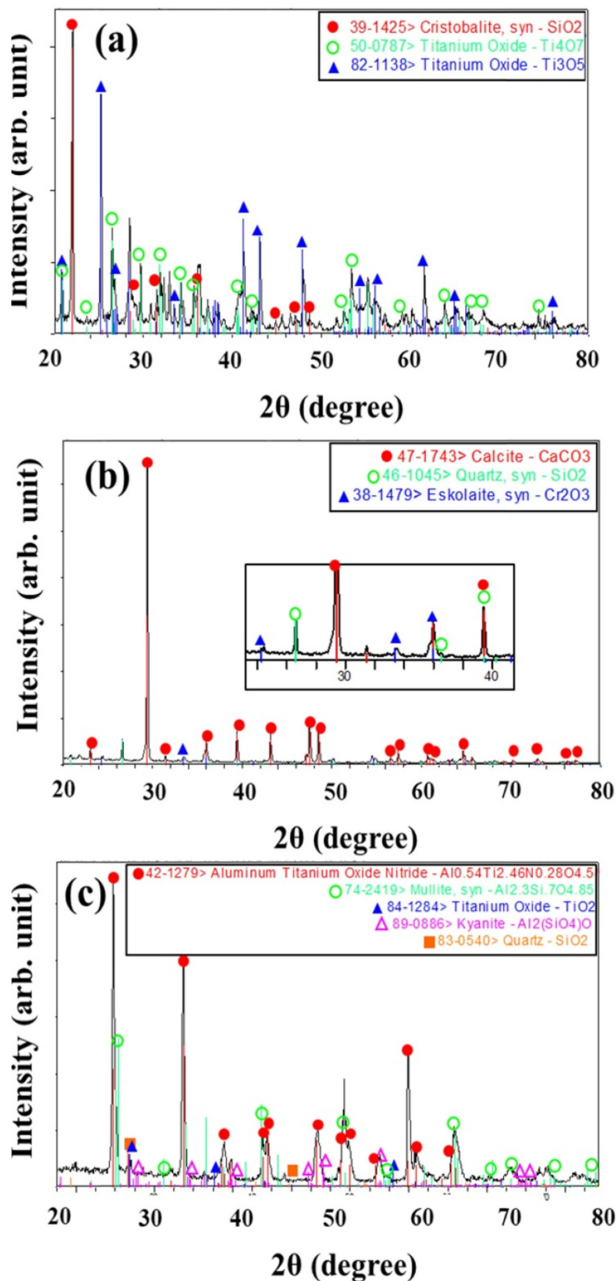 (a)
39-1425> Cristobalite, syn - SiO2
50-0787> Titanium Oxide - Ti4O7
82-1138> Titanium Oxide - Ti3O5
Intensity (arb. unit)
20 30 40 50 60 70 80
2θ (degree)
(b)
47-1743> Calcite - CaCO3
46-1045> Quartz, syn - SiO2
38-1479> Eskolaite, syn - Cr2O3
30 40
Intensity (arb. unit)
20 30 40 50 60 70 80
2θ (degree)
(c)
42-1279> Aluminum Titanium Oxide Nitride - Al0.54Ti2.46N0.28O4.5
74-2419> Mullite, syn - Al2.3Si.7O4.85
84-1284> Titanium Oxide - TiO2
89-0886> Kyanite - Al2(SiO4)O
83-0540> Quartz - SiO2
Intensity (arb. unit)
20 30 40 50 60 70 80
2θ (degree)